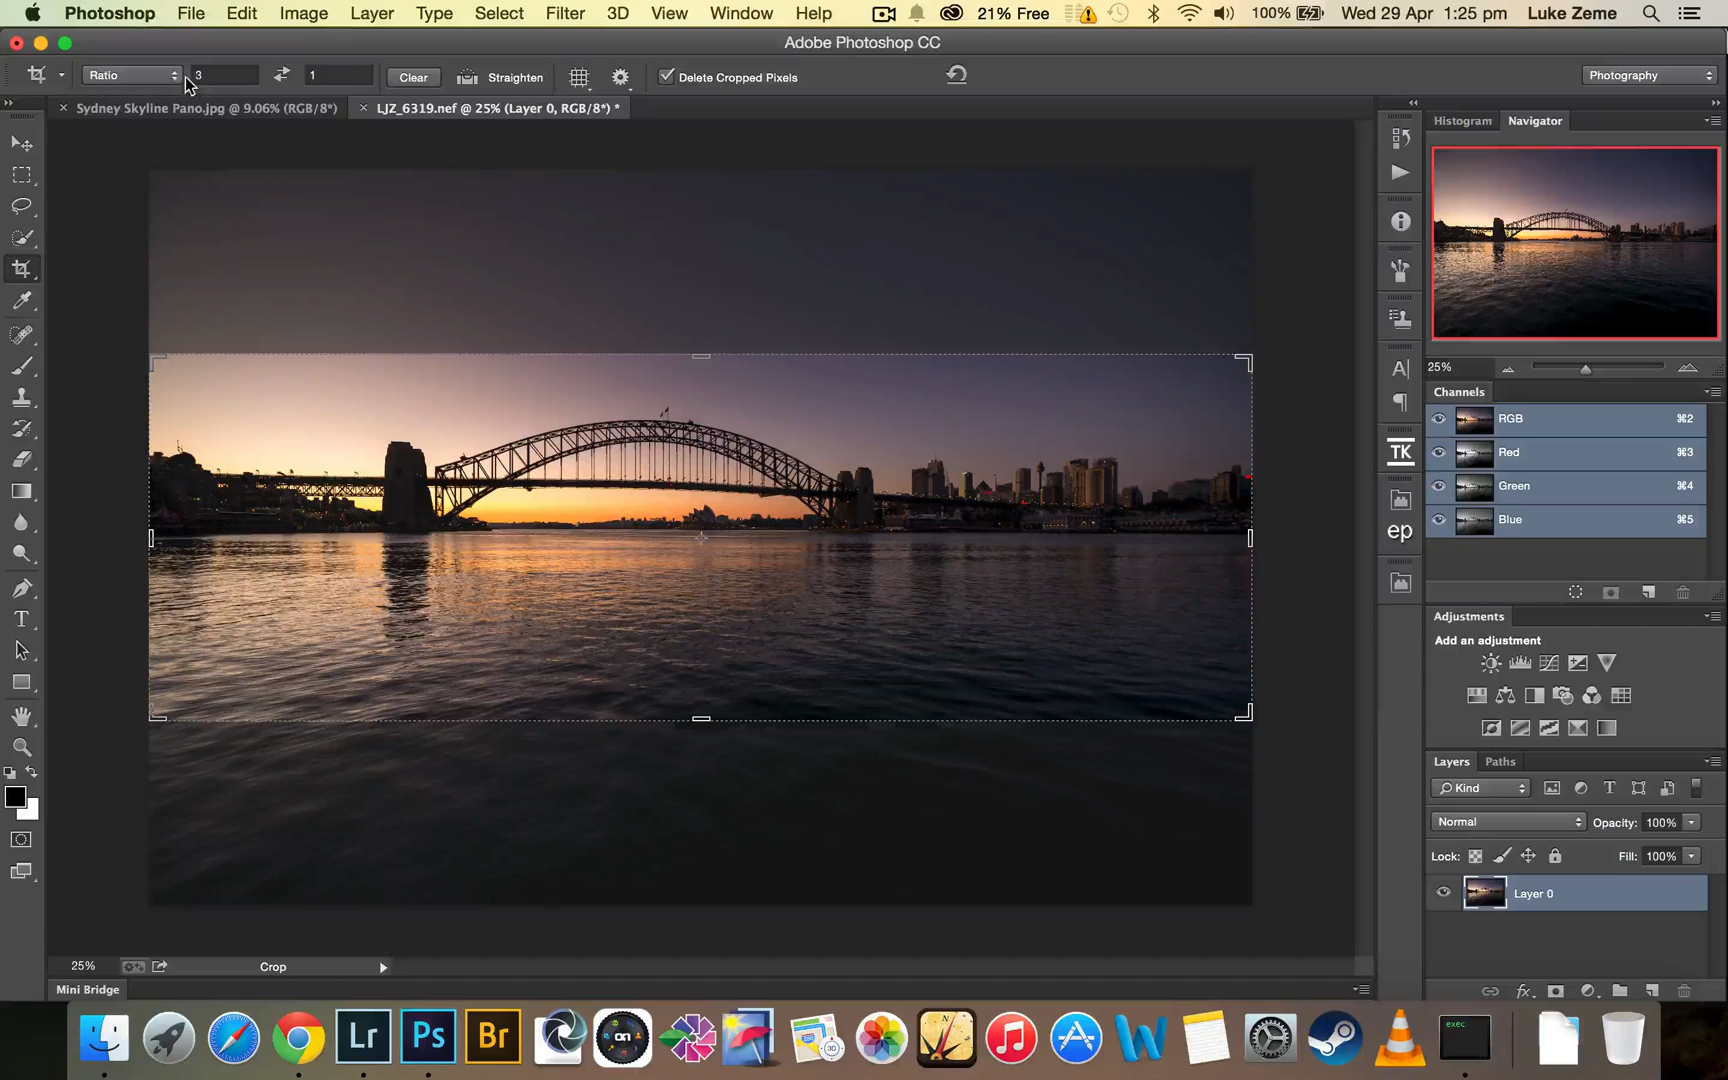 Photoshop File Edit Image Layer Type Select Filter 3D View Window Help 21% Free 100% Wed 29 Apr 1:25 pm Luke Zeme
Adobe Photoshop CC
Ratio 3 1 Clear Straighten Delete Cropped Pixels Photography
Sydney Skyline Pano.jpg @ 9.06% (RGB/8*) LJZ_6319.nef @ 25% (Layer 0, RGB/8*) *
Histogram Navigator
25%
Channels
RGB ⌘2
Red ⌘3
Green ⌘4
Blue ⌘5
A|
TK
ep
T
Adjustments
Add an adjustment
Layers Paths
Kind T
Normal Opacity: 100%
Lock: Fill: 100%
Layer 0
fx
25% Crop
Mini Bridge
Lr Ps Br W exec